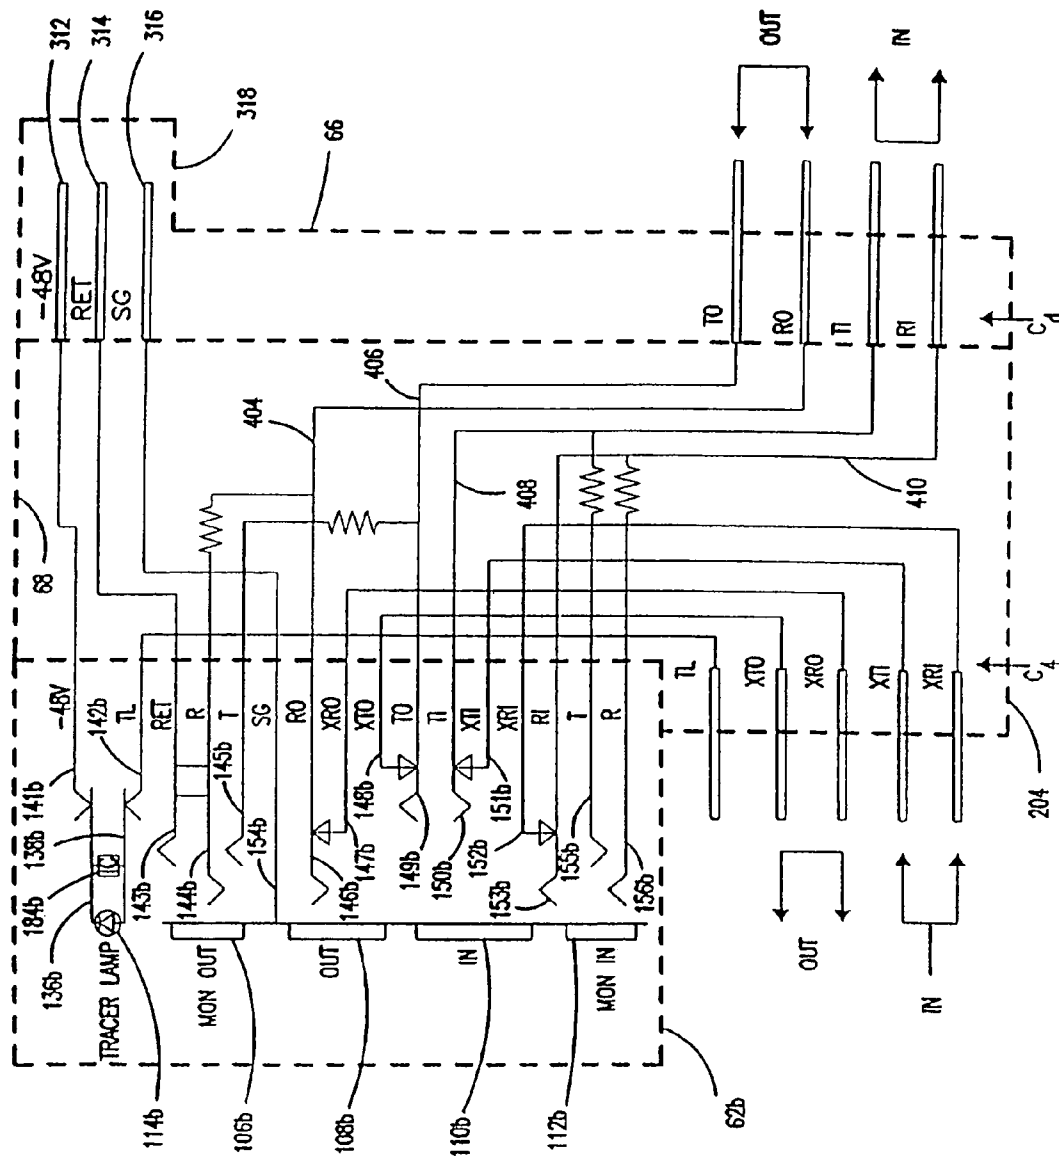 312
314
316
318
66
OUT
IN
-48V
RET
SG
TO
RO
TI
RI
Cd
68
404
406
408
410
-48V
TL
RET
R
T
SG
RO
XRO
XTO
TO
TI
XTI
XRI
RI
T
R
TL
XTO
XRO
XTI
XRI
C4
204
141b
142b
138b
184b
136b
143b
144b
145b
154b
146b
147b
148b
149b
150b
151b
152b
153b
155b
156b
TRACER LAMP
MON OUT
OUT
IN
MON IN
OUT
IN
114b
106b
108b
110b
112b
62b